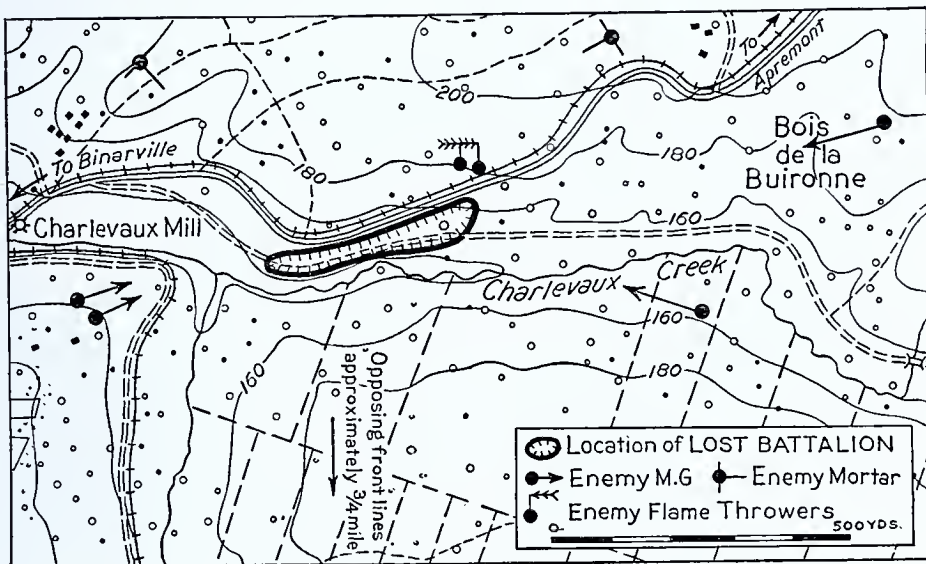 To
Apremont
200
Bois
de la
Buironne
To Binarville
180
180
160
Charlevaux Mill
Charlevaux Creek
160
180
160
Opposing front lines
approximately 3/4 mile
Location of LOST BATTALION
Enemy M.G
Enemy Mortar
Enemy Flame Throwers
500 YDS.